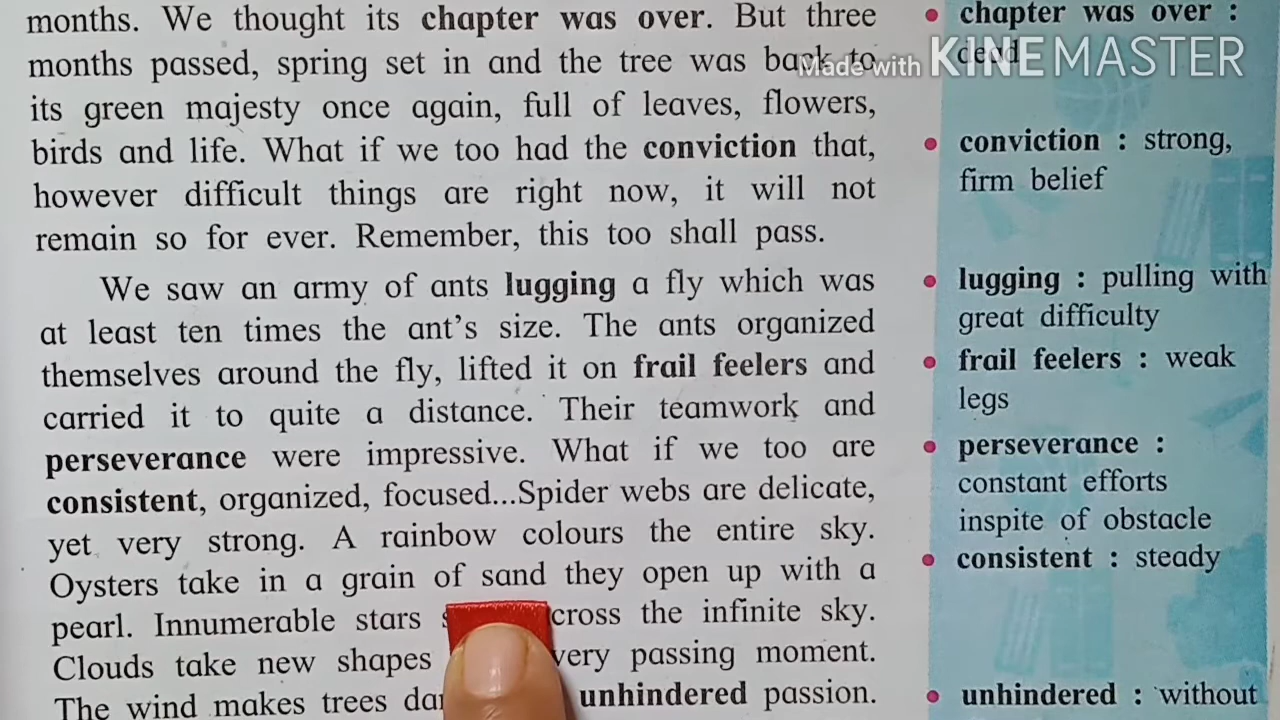 months. We thought its chapter was over. But three
months passed, spring set in and the tree was back to
its green majesty once again, full of leaves, flowers,
birds and life. What if we too had the conviction that,
however difficult things are right now, it will not
remain so for ever. Remember, this too shall pass.
We saw an army of ants lugging a fly which was
at least ten times the ant's size. The ants organized
themselves around the fly, lifted it on frail feelers and
carried it to quite a distance. Their teamwork and
perseverance were impressive. What if we too are
consistent, organized, focused...Spider webs are delicate,
yet very strong. A rainbow colours the entire sky.
Oysters take in a grain of sand they open up with a
pearl. Innumerable stars cross the infinite sky.
Clouds take new shapes very passing moment.
The wind makes trees unhindered passion.
• chapter was over :
dead
• conviction : strong,
firm belief
• lugging : pulling with
great difficulty
• frail feelers : weak
legs
• perseverance :
constant efforts
inspite of obstacle
• consistent : steady
• unhindered : without
Made with KINEMASTER